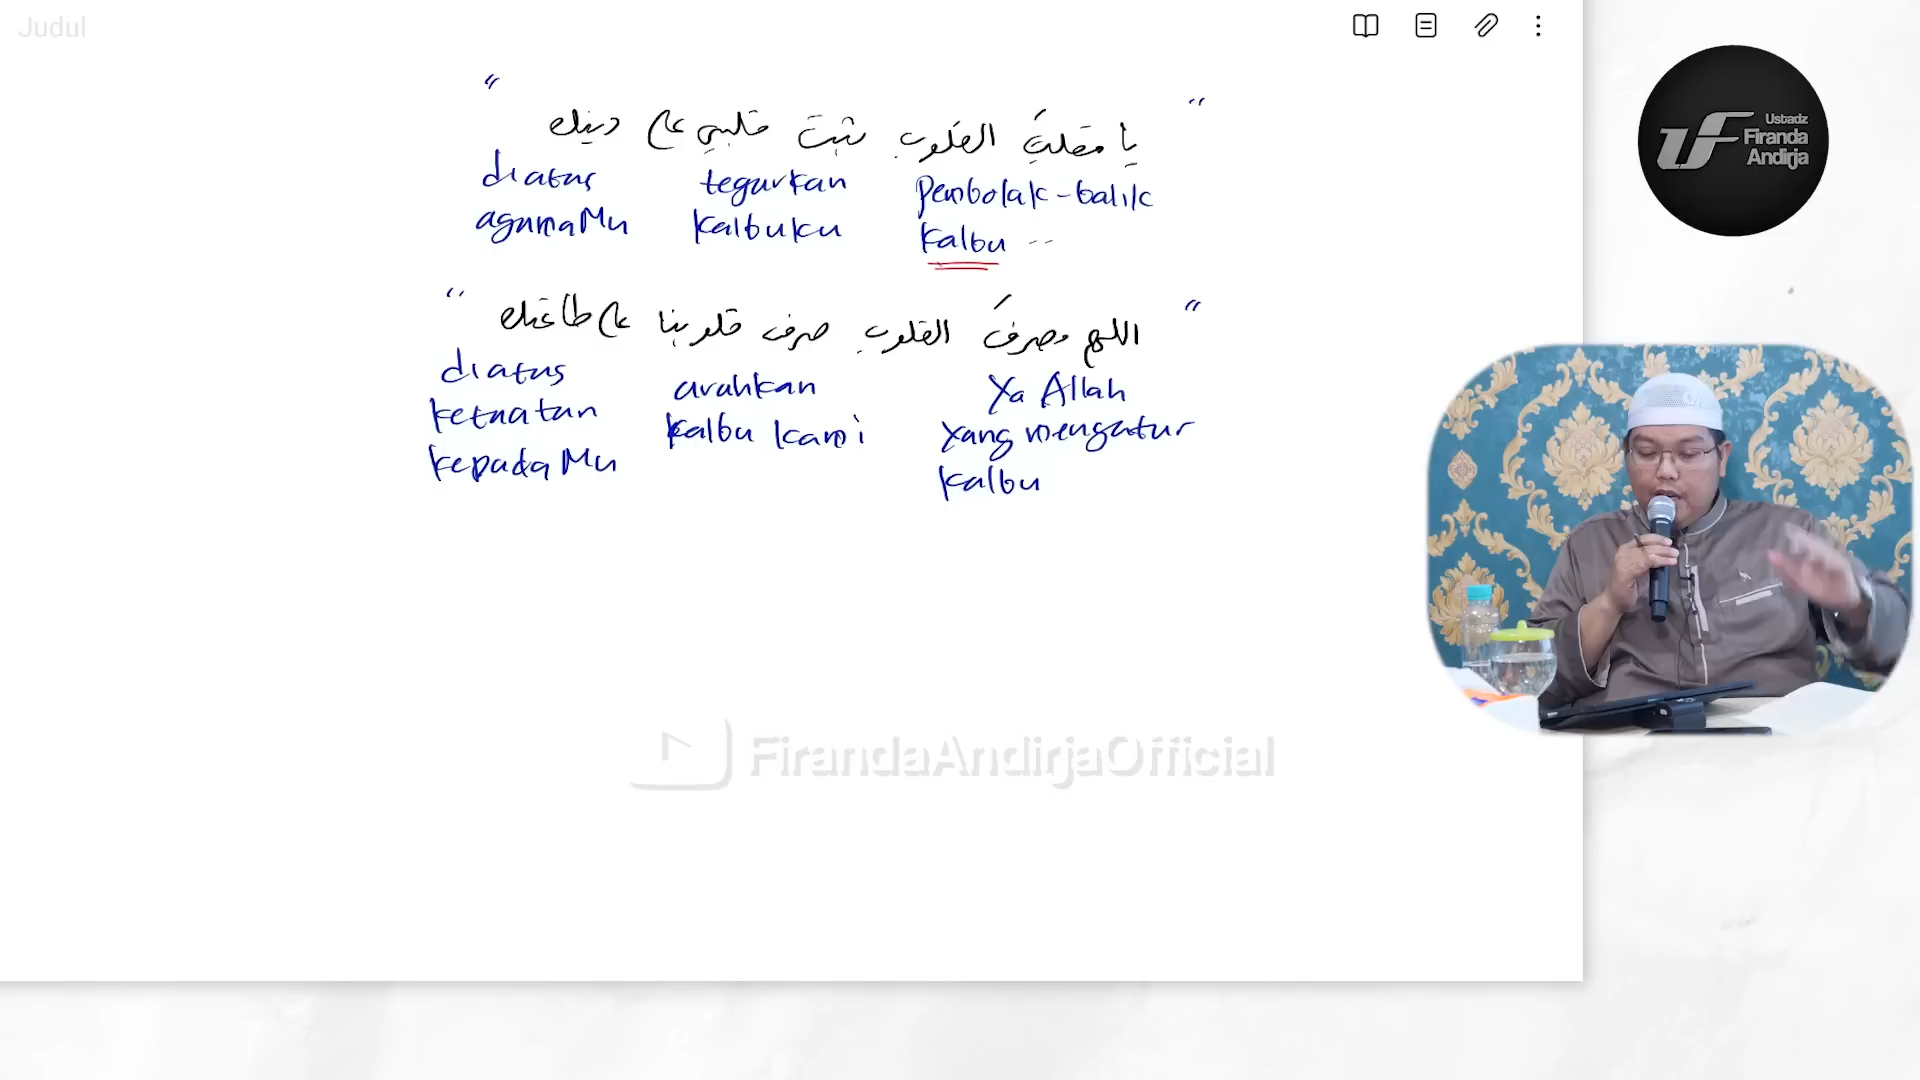 Judul
"
"
يا مقلبَ القلوب ثبت قلبي على دينك
diatas tegurkan Pembolak-balik
agamaMu kalbuku kalbu --
"
"
اللهم مصرفَ القلوب صرف قلوبنا على طاعتك
diatas arahkan Ya Allah
ketaatan kalbu kami yang mengatur
kepadaMu kalbu
Ustadz
Firanda
Andirja
FirandaAndirjaOfficial